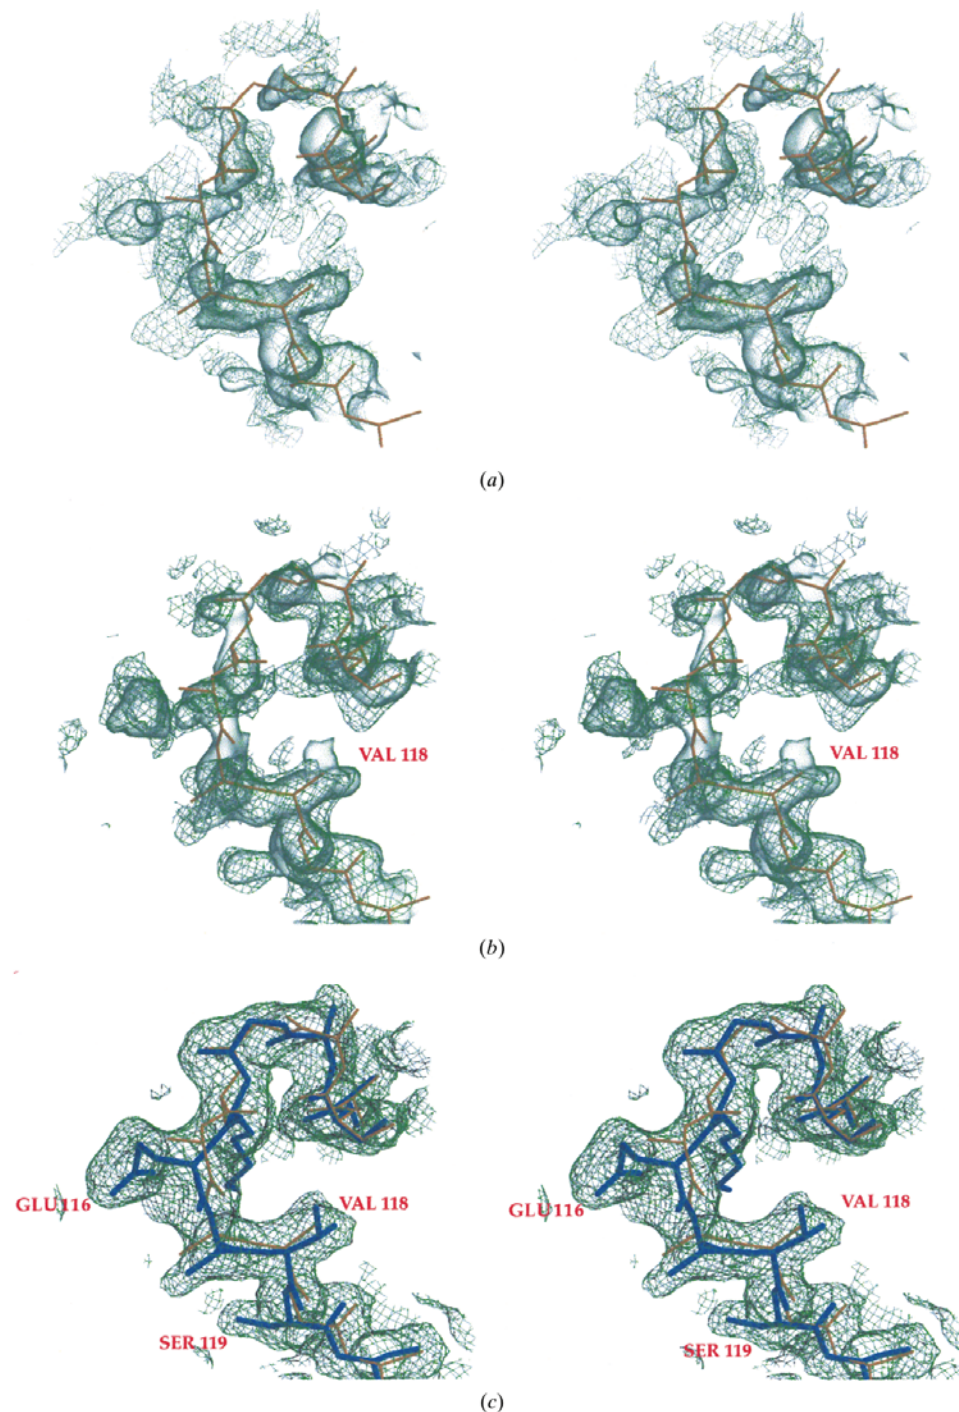 (a)
VAL 118 VAL 118
(b)
VAL 118 VAL 118
GLU 116 GLU 116
SER 119 SER 119
(c)